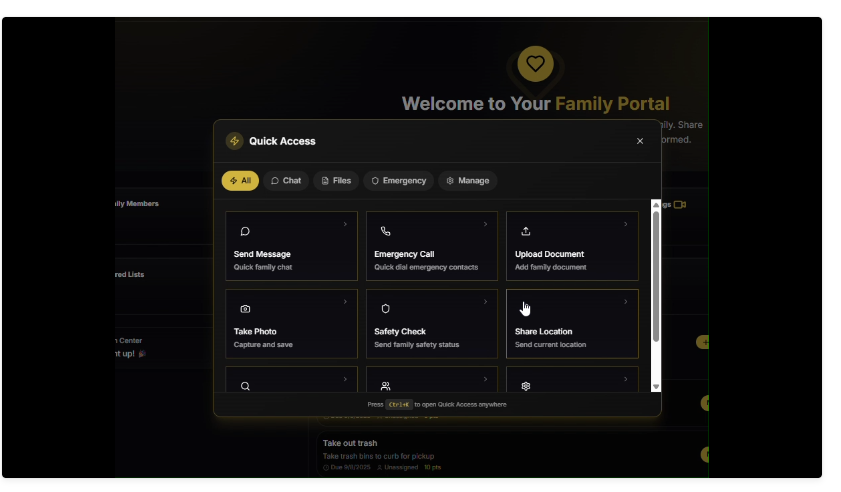 Welcome to Your Family Portal
ily. Share
ormed.
Quick Access
All
Chat
Files
Emergency
Manage
ily Members
gs
Send Message
Quick family chat
Emergency Call
Quick dial emergency contacts
Upload Document
Add family document
red Lists
Take Photo
Capture and save
Safety Check
Send family safety status
Share Location
Send current location
Center
ht up!
Press Ctrl+K to open Quick Access anywhere
Take out trash
Take trash bins to curb for pickup
Due 9/11/2025 Unassigned 10 pts